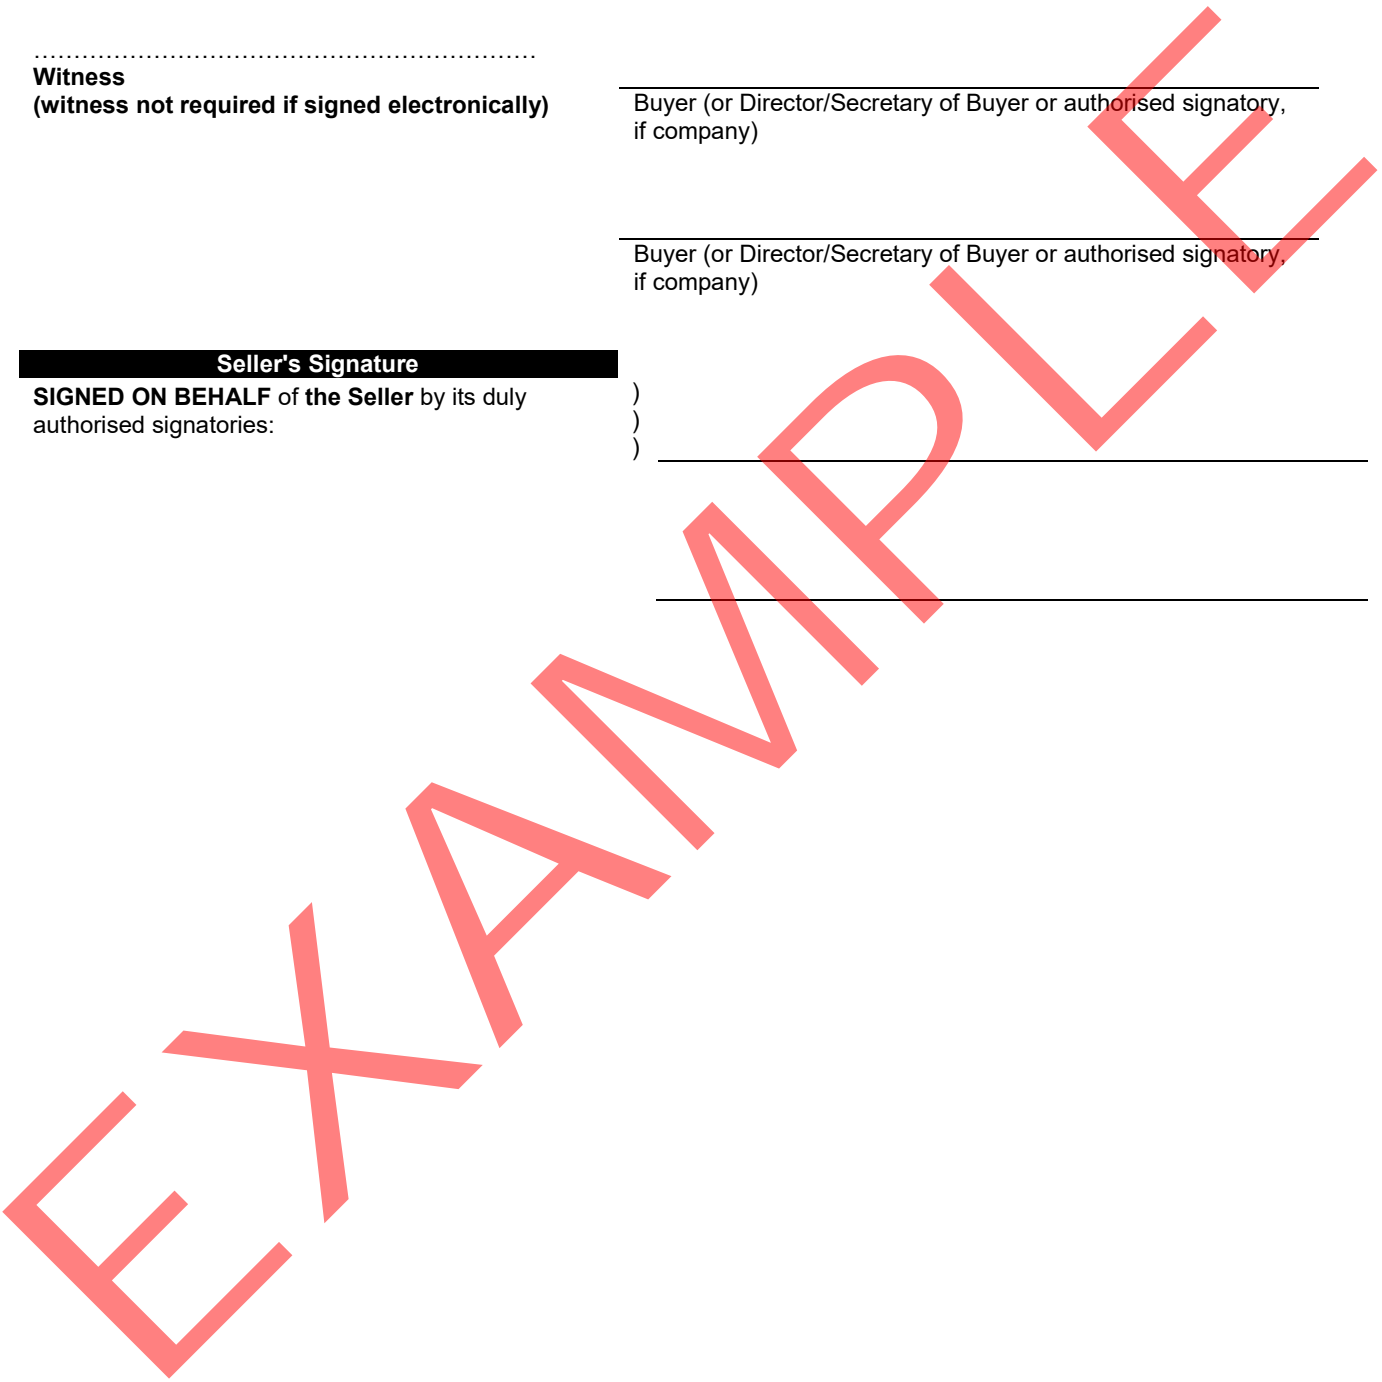 ……………………………………………………
Witness
(witness not required if signed electronically)
Buyer (or Director/Secretary of Buyer or authorised signatory,
if company)
Buyer (or Director/Secretary of Buyer or authorised signatory,
if company)
Seller's Signature
SIGNED ON BEHALF of the Seller by its duly
authorised signatories:
)
)
)
EXAMPLE